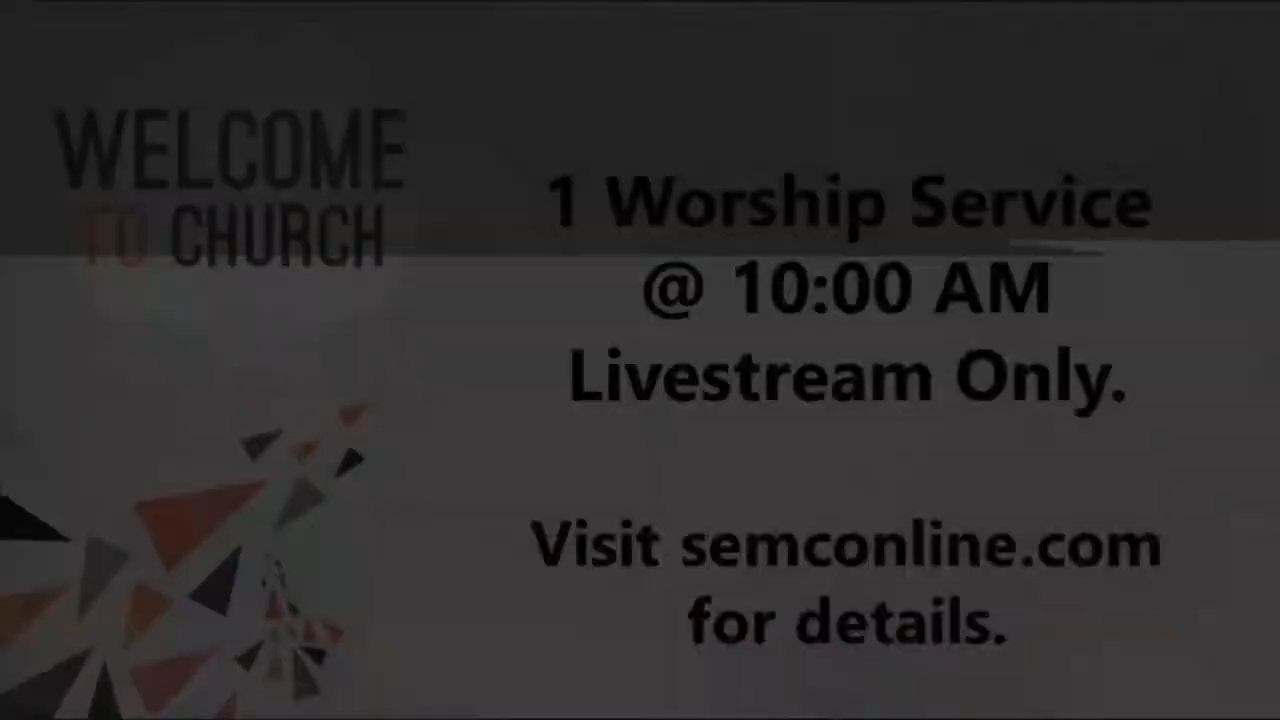 WELCOME
TO CHURCH
1 Worship Service
@ 10:00 AM
Livestream Only.
Visit semconline.com
for details.